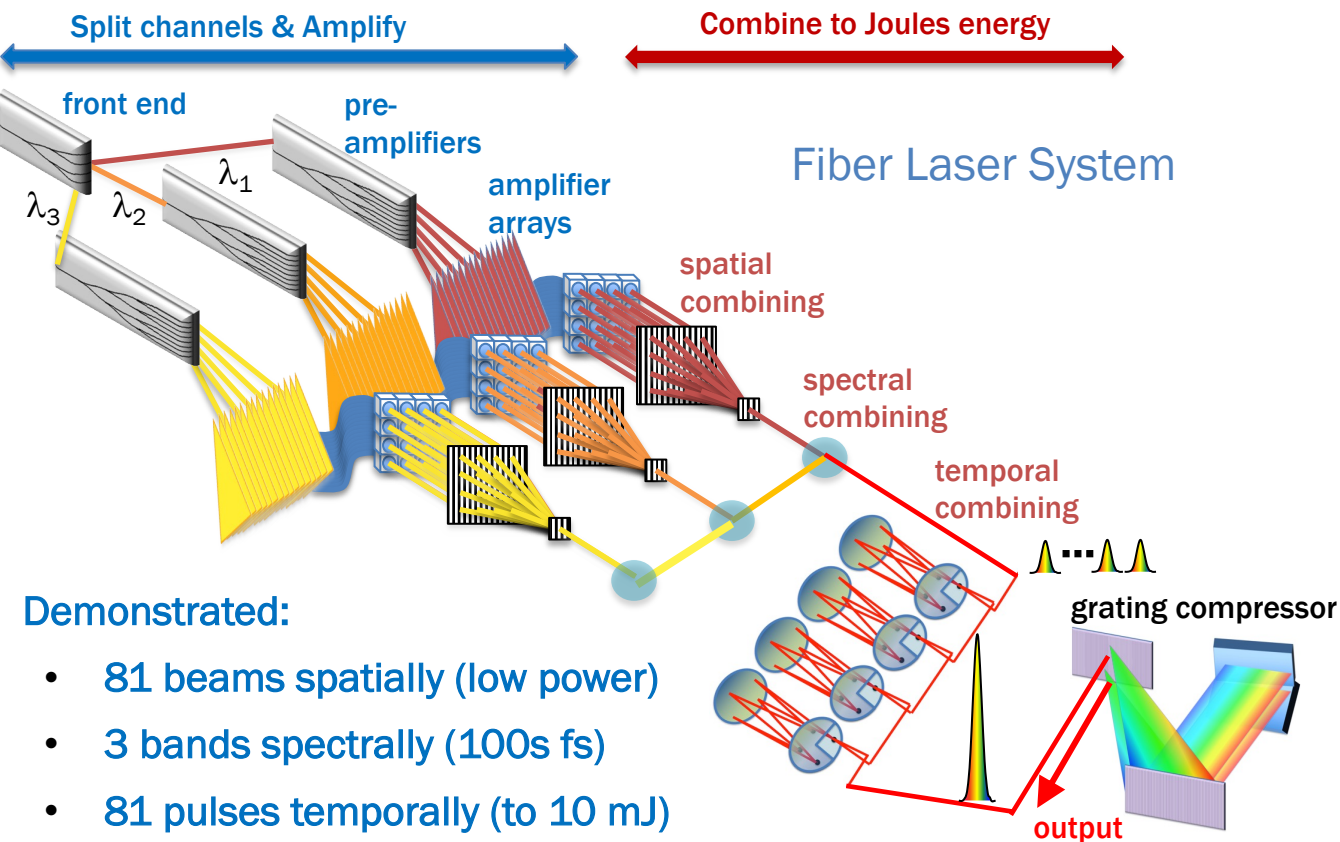 Split channels & Amplify
Combine to Joules energy
front end
pre-
amplifiers
Fiber Laser System
λ1
λ2
λ3
amplifier
arrays
spatial
combining
spectral
combining
temporal
combining
grating compressor
Demonstrated:
• 81 beams spatially (low power)
• 3 bands spectrally (100s fs)
• 81 pulses temporally (to 10 mJ)
output